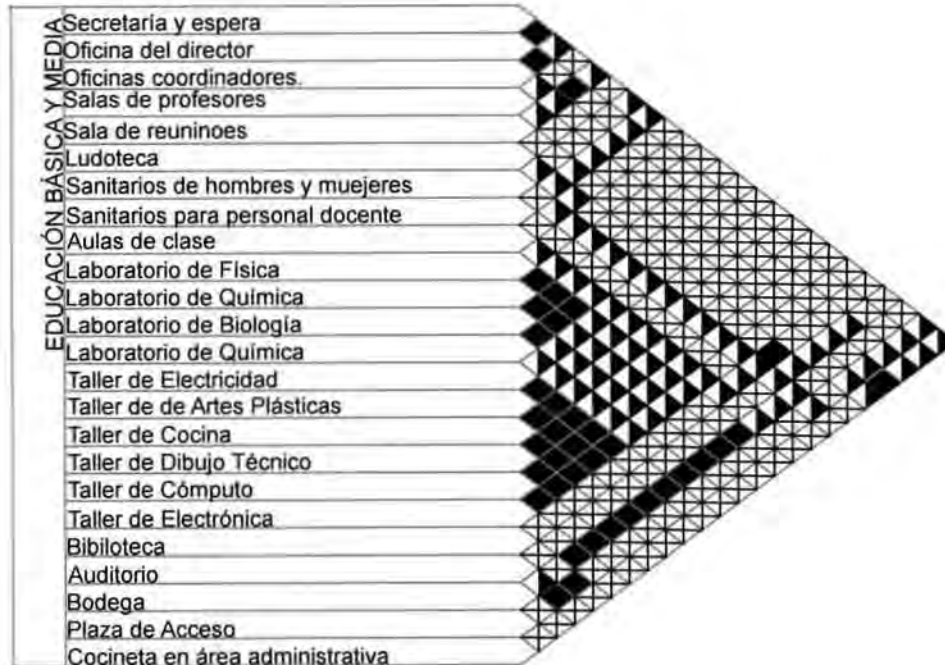 EDUCACIÓN BÁSICA Y MEDIA
Secretaria y espera
Oficina del director
Oficinas coordinadores.
Salas de profesores
Sala de reuninoes
Ludoteca
Sanitarios de hombres y muejeres
Sanitarios para personal docente
Aulas de clase
Laboratorio de Física
Laboratorio de Química
Laboratorio de Biología
Laboratorio de Química
Taller de Electricidad
Taller de de Artes Plásticas
Taller de Cocina
Taller de Dibujo Técnico
Taller de Cómputo
Taller de Electrónica
Bibiloteca
Auditorio
Bodega
Plaza de Acceso
Cocineta en área administrativa